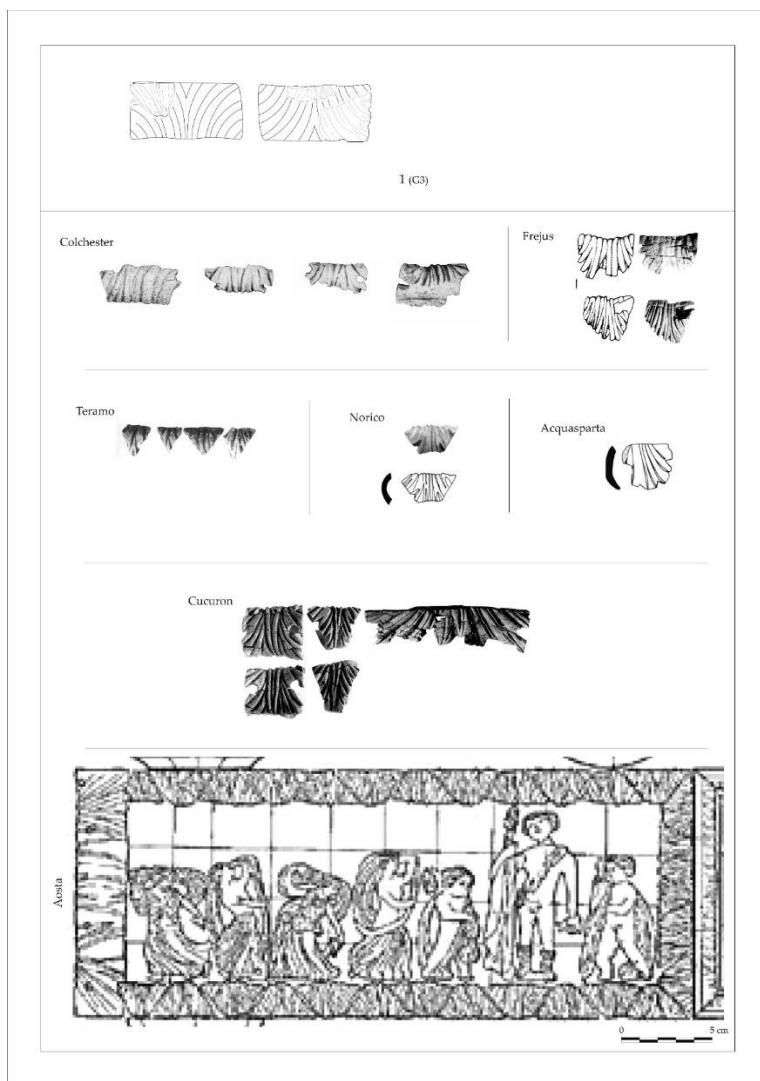 1 (G3)
Colchester
Frejus
Teramo
Norico
Acquasparta
Cucuron
Aosta
0 5 cm